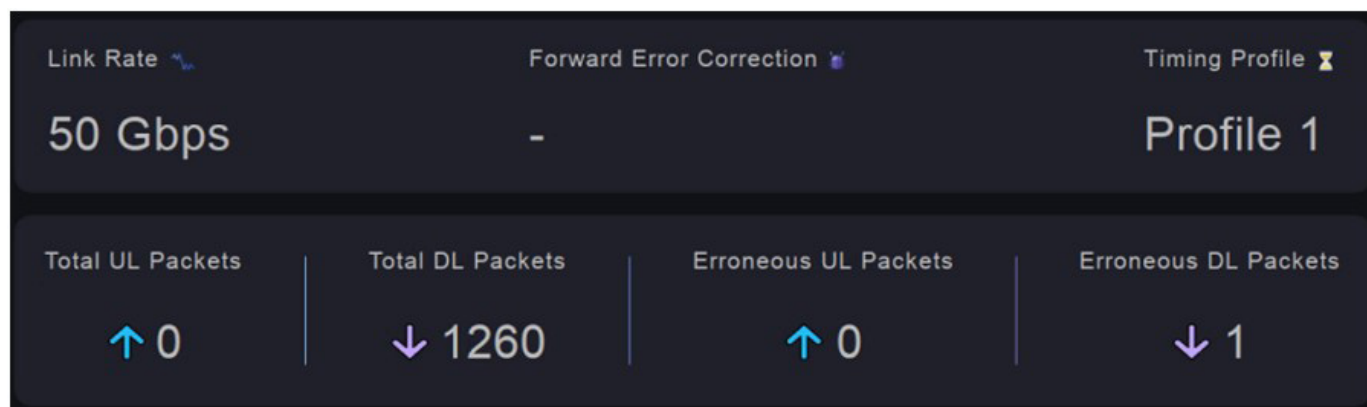 Link Rate Forward Error Correction Timing Profile
50 Gbps - Profile 1
Total UL Packets Total DL Packets Erroneous UL Packets Erroneous DL Packets
↑ 0 ↓ 1260 ↑ 0 ↓ 1